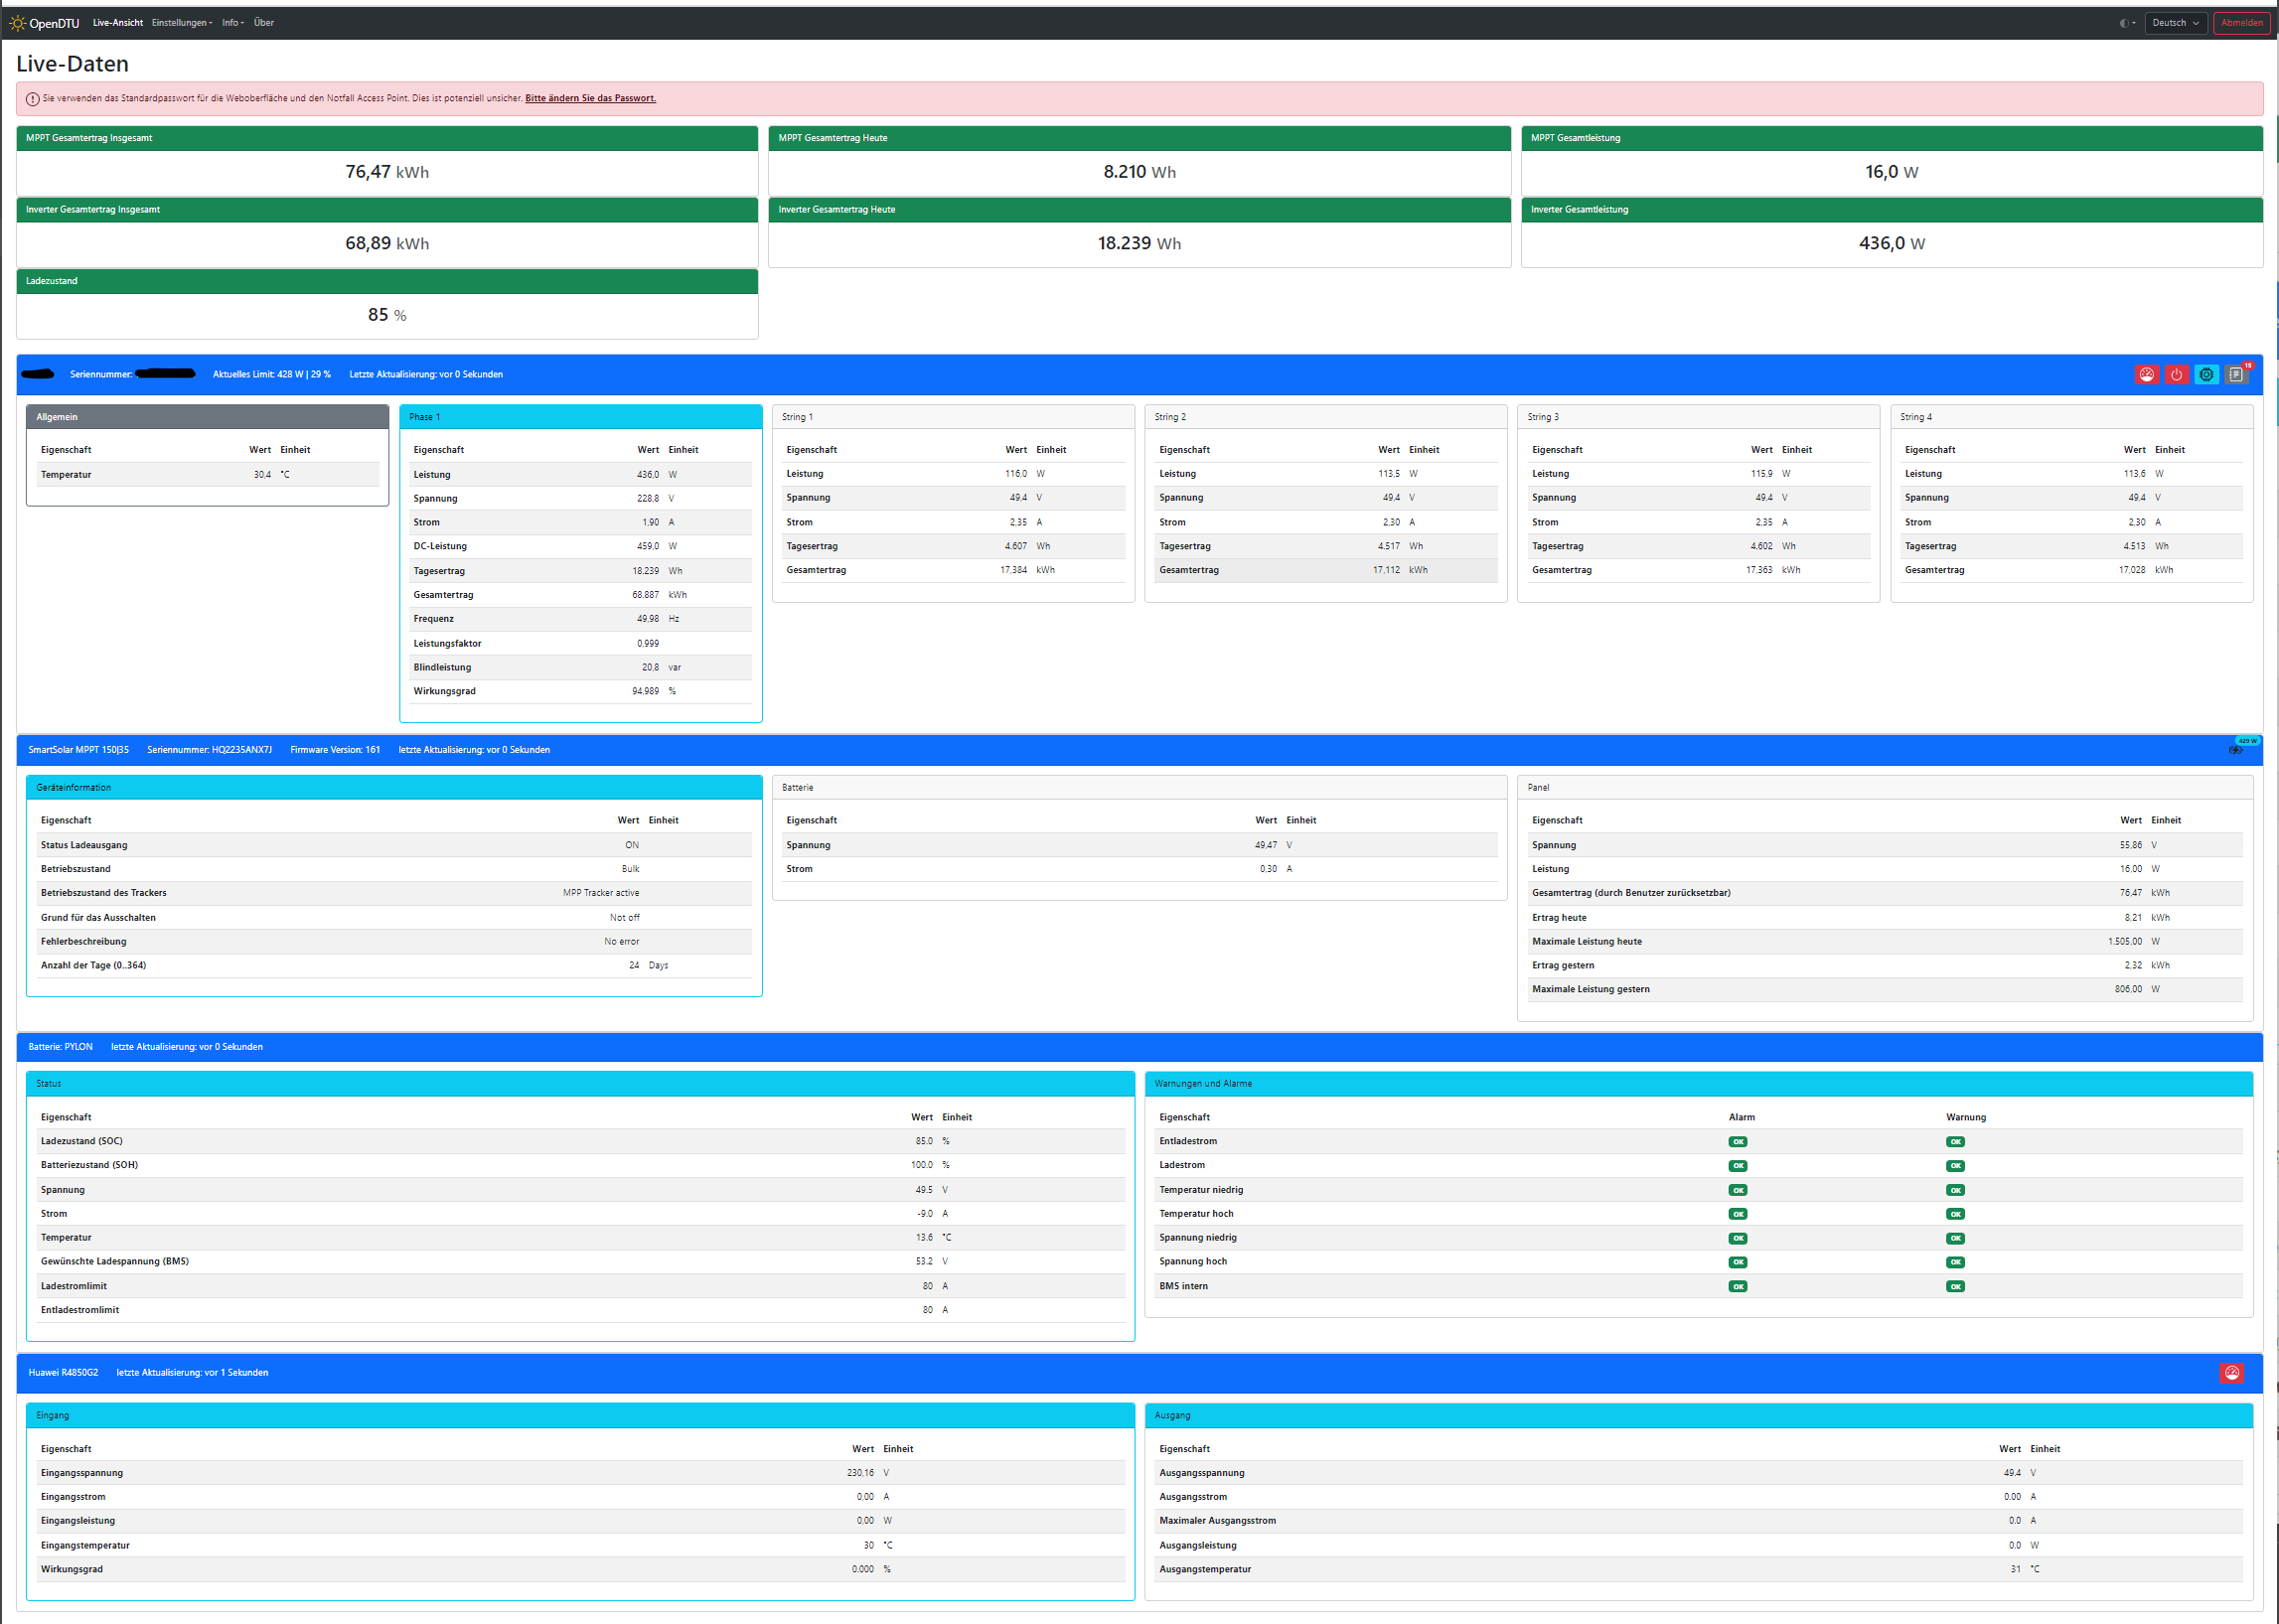 OpenDTU Live-Ansicht Einstellungen Info Über Deutsch Abmelden
Live-Daten
Sie verwenden das Standardpasswort für die Weboberfläche und den Notfall Access Point. Dies ist potenziell unsicher. Bitte ändern Sie das Passwort.
MPPT Gesamtertrag Insgesamt MPPT Gesamtertrag Heute MPPT Gesamtleistung
76,47 kWh 8.210 Wh 16,0 W
Inverter Gesamtertrag Insgesamt Inverter Gesamtertrag Heute Inverter Gesamtleistung
68,89 kWh 18.239 Wh 436,0 W
Ladezustand
85 %
Seriennummer: Aktuelles Limit: 428 W | 29 % Letzte Aktualisierung: vor 0 Sekunden 18
Allgemein
Eigenschaft Wert Einheit
Temperatur 30,4 °C
Phase 1
Eigenschaft Wert Einheit
Leistung 436,0 W
Spannung 228,8 V
Strom 1,90 A
DC-Leistung 459,0 W
Tagesertrag 18.239 Wh
Gesamtertrag 68,887 kWh
Frequenz 49,98 Hz
Leistungsfaktor 0,999
Blindleistung 20,8 var
Wirkungsgrad 94,989 %
String 1
Eigenschaft Wert Einheit
Leistung 116,0 W
Spannung 49,4 V
Strom 2,35 A
Tagesertrag 4.607 Wh
Gesamtertrag 17,384 kWh
String 2
Eigenschaft Wert Einheit
Leistung 113,5 W
Spannung 49,4 V
Strom 2,30 A
Tagesertrag 4.517 Wh
Gesamtertrag 17,112 kWh
String 3
Eigenschaft Wert Einheit
Leistung 115,9 W
Spannung 49,4 V
Strom 2,35 A
Tagesertrag 4.602 Wh
Gesamtertrag 17,363 kWh
String 4
Eigenschaft Wert Einheit
Leistung 113,6 W
Spannung 49,4 V
Strom 2,30 A
Tagesertrag 4.513 Wh
Gesamtertrag 17,028 kWh
SmartSolar MPPT 150|35 Seriennummer: HQ2235ANX7J Firmware Version: 161 letzte Aktualisierung: vor 0 Sekunden 429 W
Geräteinformation
Eigenschaft Wert Einheit
Status Ladeausgang ON
Betriebszustand Bulk
Betriebszustand des Trackers MPP Tracker active
Grund für das Ausschalten Not off
Fehlerbeschreibung No error
Anzahl der Tage (0..364) 24 Days
Batterie
Eigenschaft Wert Einheit
Spannung 49,47 V
Strom 0,30 A
Panel
Eigenschaft Wert Einheit
Spannung 55,86 V
Leistung 16,00 W
Gesamtertrag (durch Benutzer zurücksetzbar) 76,47 kWh
Ertrag heute 8,21 kWh
Maximale Leistung heute 1.505,00 W
Ertrag gestern 2,32 kWh
Maximale Leistung gestern 806,00 W
Batterie: PYLON letzte Aktualisierung: vor 0 Sekunden
Status
Eigenschaft Wert Einheit
Ladezustand (SOC) 85.0 %
Batteriezustand (SOH) 100.0 %
Spannung 49.5 V
Strom -9.0 A
Temperatur 13.6 °C
Gewünschte Ladespannung (BMS) 53.2 V
Ladestromlimit 80 A
Entladestromlimit 80 A
Warnungen und Alarme
Eigenschaft Alarm Warnung
Entladestrom OK OK
Ladestrom OK OK
Temperatur niedrig OK OK
Temperatur hoch OK OK
Spannung niedrig OK OK
Spannung hoch OK OK
BMS intern OK OK
Huawei R4850G2 letzte Aktualisierung: vor 1 Sekunden
Eingang
Eigenschaft Wert Einheit
Eingangsspannung 230,16 V
Eingangsstrom 0,00 A
Eingangsleistung 0,00 W
Eingangstemperatur 30 °C
Wirkungsgrad 0.000 %
Ausgang
Eigenschaft Wert Einheit
Ausgangsspannung 49.4 V
Ausgangsstrom 0.00 A
Maximaler Ausgangsstrom 0.0 A
Ausgangsleistung 0.0 W
Ausgangstemperatur 31 °C